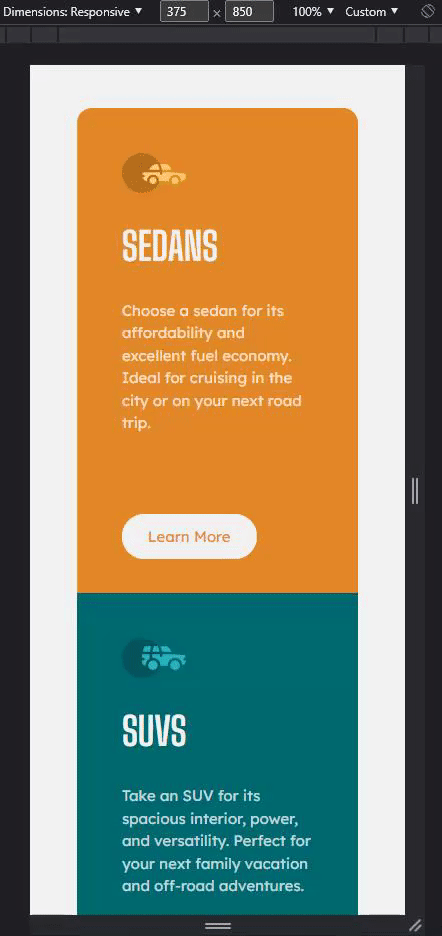 Dimensions: Responsive ▼ 375 × 850 100% ▼ Custom ▼
SEDANS
Choose a sedan for its
affordability and
excellent fuel economy.
Ideal for cruising in the
city or on your next road
trip.
Learn More
SUVS
Take an SUV for its
spacious interior, power,
and versatility. Perfect for
your next family vacation
and off-road adventures.